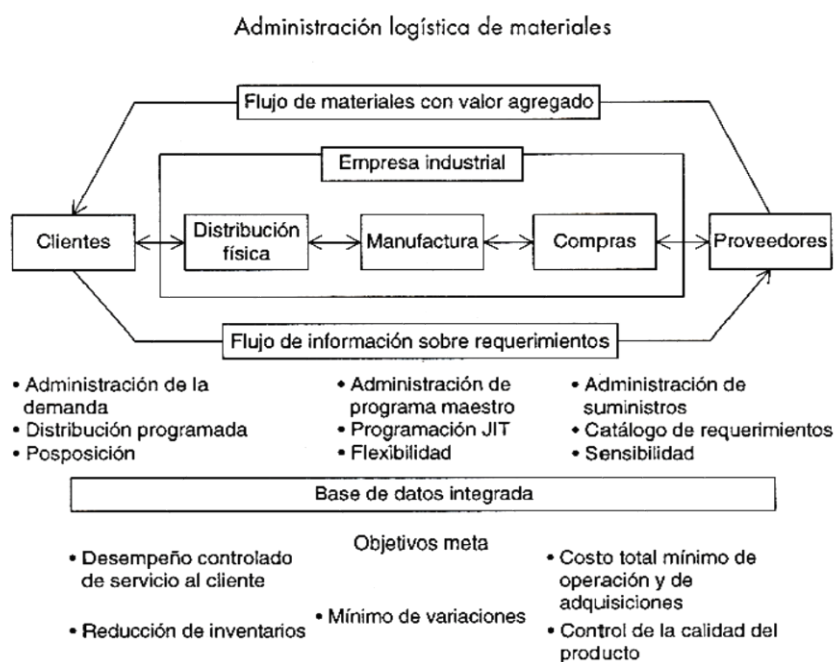 Administración logística de materiales
Flujo de materiales con valor agregado
Empresa industrial
Clientes
Distribución
física
Manufactura
Compras
Proveedores
Flujo de información sobre requerimientos
• Administración de la
demanda
• Distribución programada
• Posposición
• Administración de
programa maestro
• Programación JIT
• Flexibilidad
• Administración de
suministros
• Catálogo de requerimientos
• Sensibilidad
Base de datos integrada
Objetivos meta
• Desempeño controlado
de servicio al cliente
• Reducción de inventarios
• Mínimo de variaciones
• Costo total mínimo de
operación y de
adquisiciones
• Control de la calidad del
producto